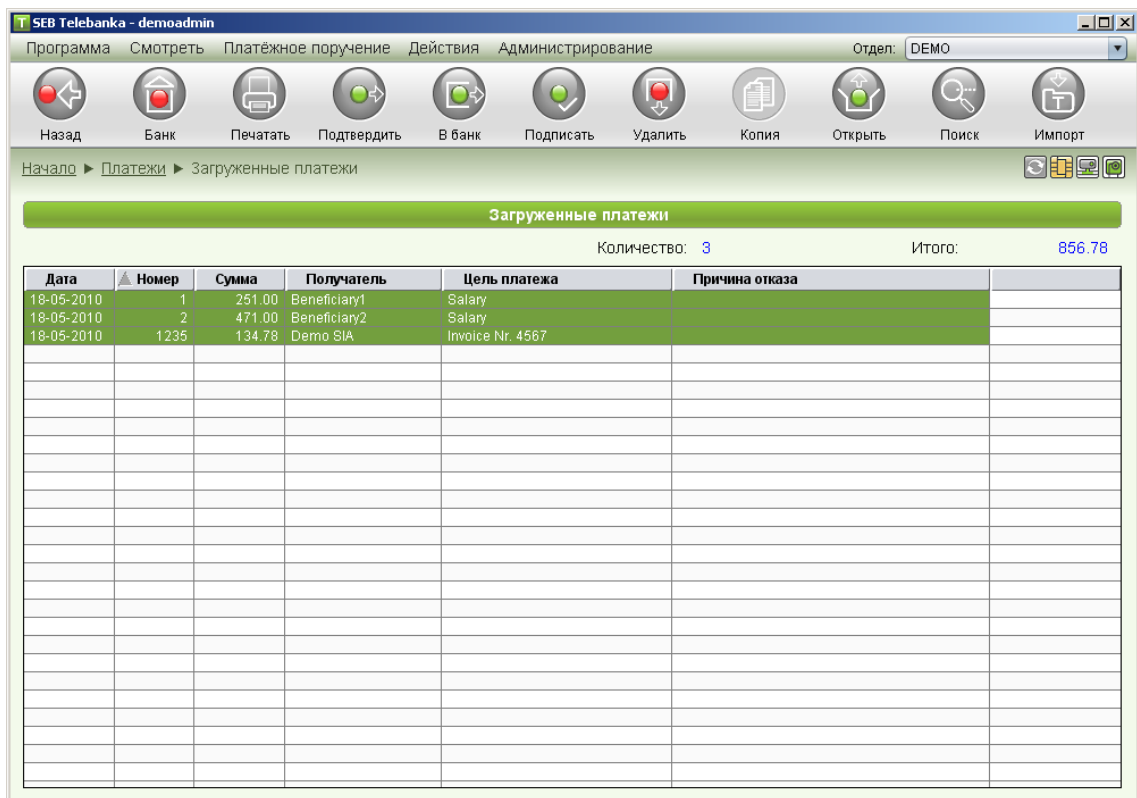 T SEB Telebanka - demoadmin
Программа Смотреть Платёжное поручение Действия Администрирование Отдел: DEMO
Назад Банк Печатать Подтвердить В банк Подписать Удалить Копия Открыть Поиск Импорт
Начало ► Платежи ► Загруженные платежи
Загруженные платежи
Количество: 3 Итого: 856.78
Дата Номер Сумма Получатель Цель платежа Причина отказа
18-05-2010 1 251.00 Beneficiary1 Salary
18-05-2010 2 471.00 Beneficiary2 Salary
18-05-2010 1235 134.78 Demo SIA Invoice Nr. 4567